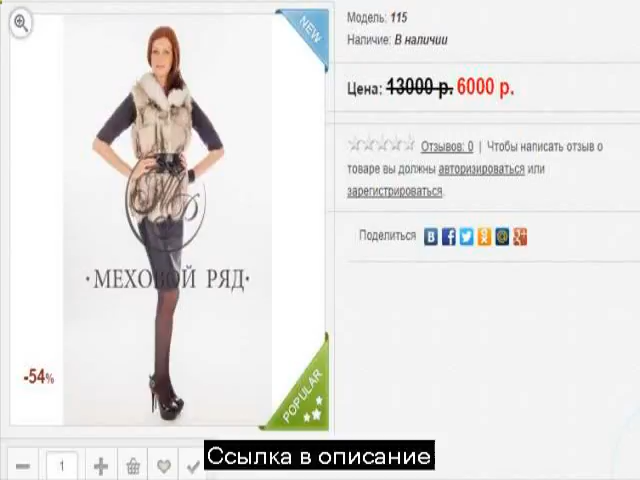 NEW
Модель: 115
Наличие: В наличии
Цена: 13000 р. 6000 р.
Отзывов: 0 | Чтобы написать отзыв о
товаре вы должны авторизироваться или
зарегистрироваться.
Поделиться
·МЕХОВОЙ РЯД·
-54%
POPULAR
1
Ссылка в описание